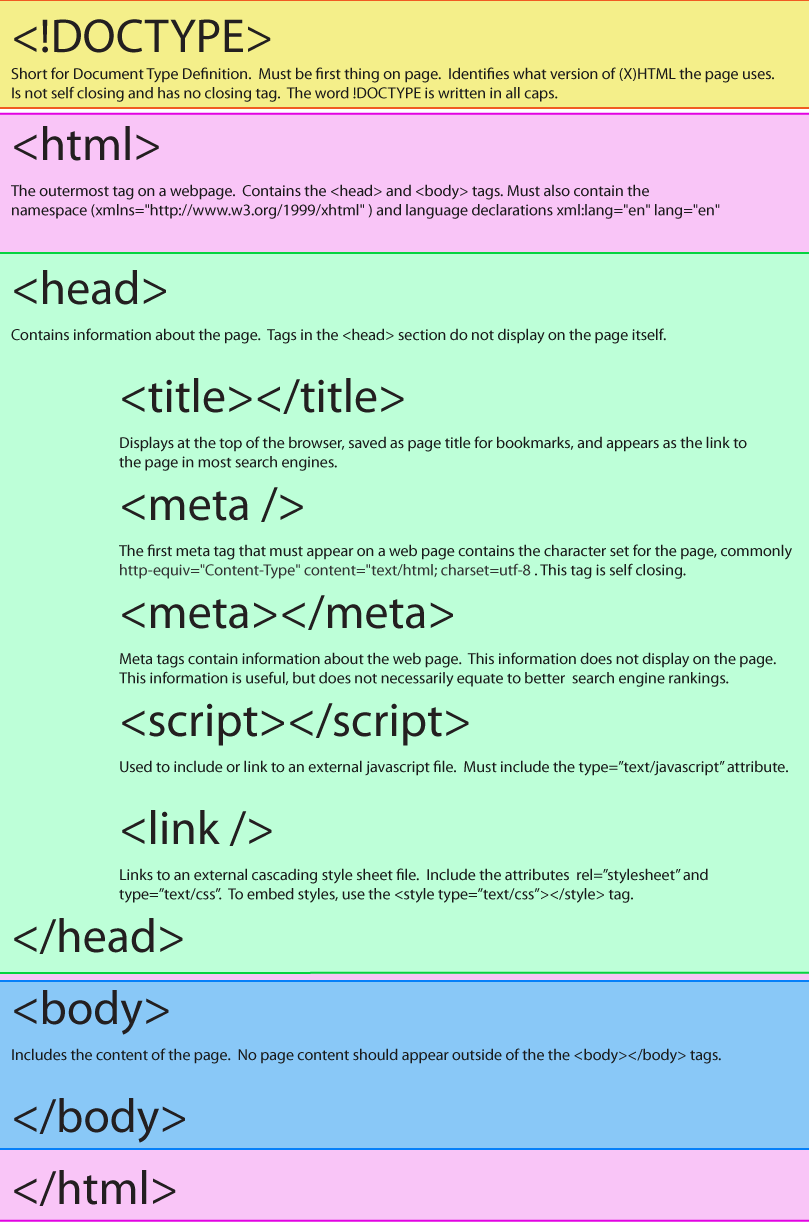 <!DOCTYPE>
Short for Document Type Definition.  Must be first thing on page.  Identifies what version of (X)HTML the page uses.
Is not self closing and has no closing tag.  The word !DOCTYPE is written in all caps.
<html>
The outermost tag on a webpage.  Contains the <head> and <body> tags. Must also contain the
namespace (xmlns="http://www.w3.org/1999/xhtml" ) and language declarations xml:lang="en" lang="en"
<head>
Contains information about the page.  Tags in the <head> section do not display on the page itself.
<title></title>
Displays at the top of the browser, saved as page title for bookmarks, and appears as the link to
the page in most search engines.
<meta />
The first meta tag that must appear on a web page contains the character set for the page, commonly
http-equiv="Content-Type" content="text/html; charset=utf-8 . This tag is self closing.
<meta></meta>
Meta tags contain information about the web page.  This information does not display on the page.
This information is useful, but does not necessarily equate to better  search engine rankings.
<script></script>
Used to include or link to an external javascript file.  Must include the type=”text/javascript” attribute.
<link />
Links to an external cascading style sheet file.  Include the attributes  rel=”stylesheet” and
type=”text/css”.  To embed styles, use the <style type=”text/css”></style> tag.
</head>
<body>
Includes the content of the page.  No page content should appear outside of the the <body></body> tags.
</body>
</html>